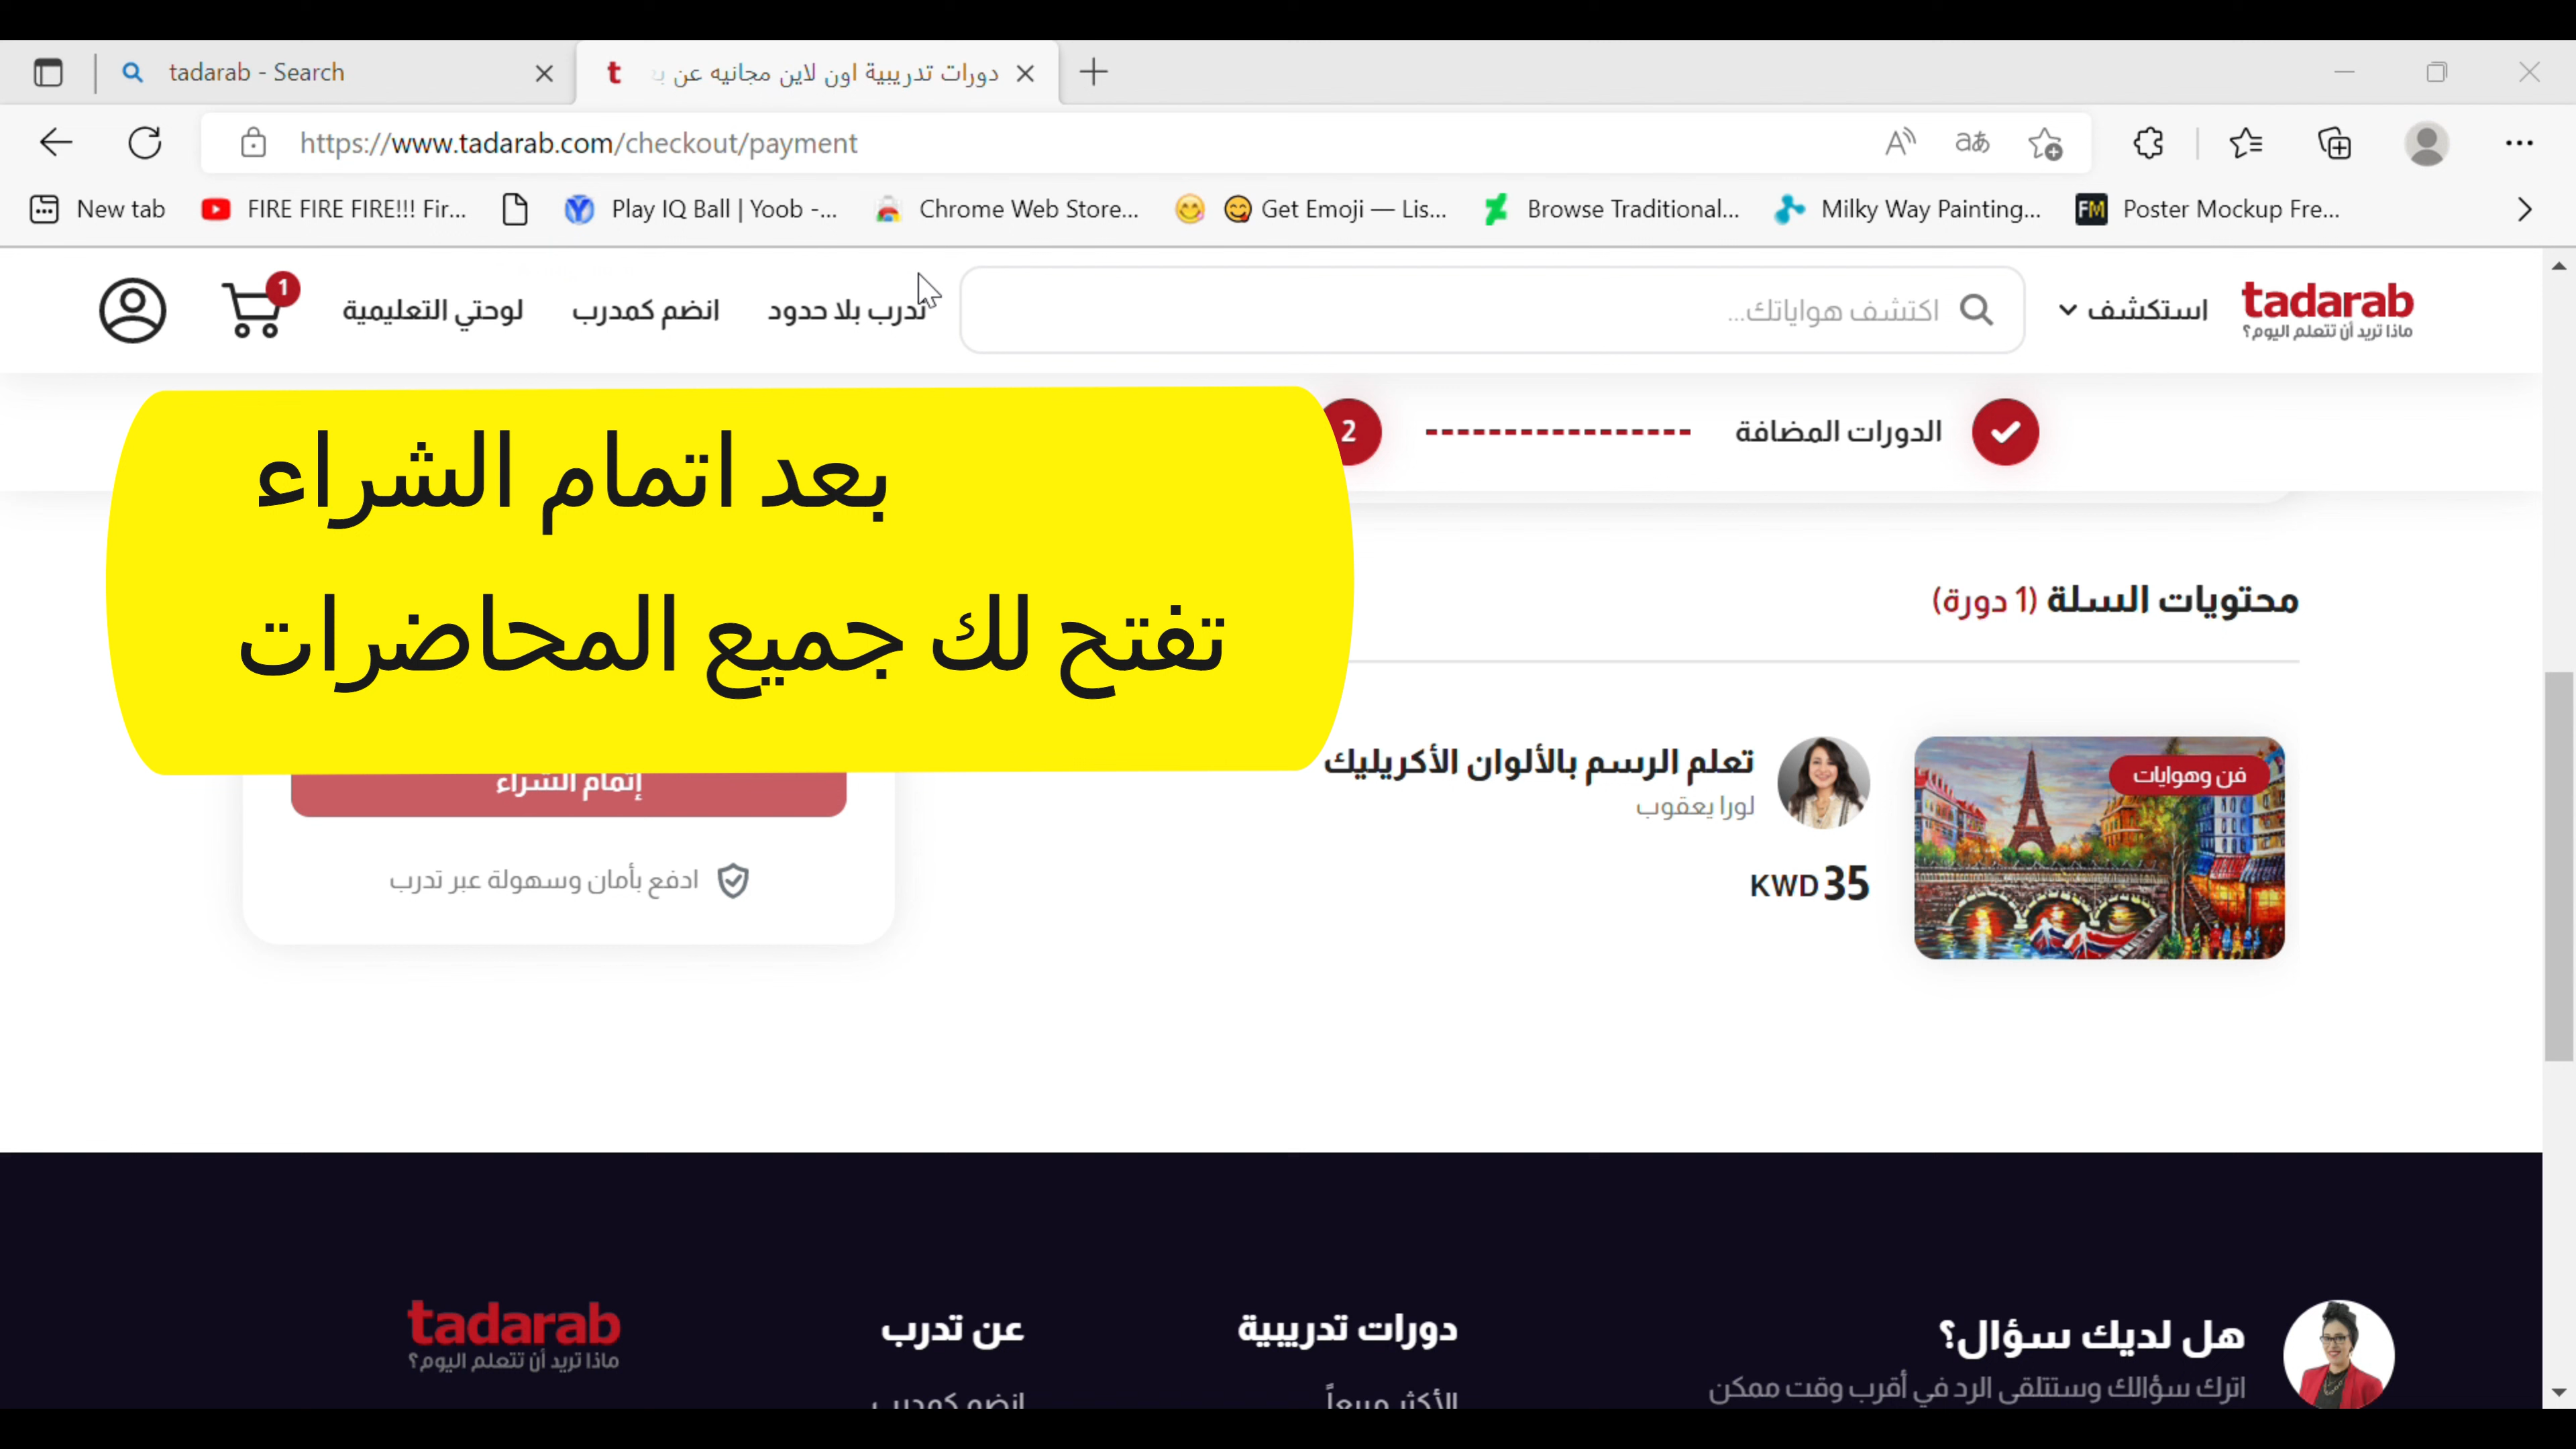 tadarab - Search
دورات تدريبية اون لاين مجانيه عن ب
https://www.tadarab.com/checkout/payment
New tab
FIRE FIRE FIRE!!! Fir...
Play IQ Ball | Yoob -...
Chrome Web Store...
Get Emoji — Lis...
Browse Traditional...
Milky Way Painting...
FM
Poster Mockup Fre...
tadarab
ماذا تريد أن تتعلم اليوم؟
استكشف
اكتشف هواياتك...
تدرب بلا حدود
انضم كمدرب
لوحتي التعليمية
1
الدورات المضافة
2
بعد اتمام الشراء
تفتح لك جميع المحاضرات
محتويات السلة (1 دورة)
فن وهوايات
تعلم الرسم بالألوان الأكريليك
لورا يعقوب
KWD 35
إتمام الشراء
ادفع بأمان وسهولة عبر تدرب
هل لديك سؤال؟
اترك سؤالك وستتلقى الرد في أقرب وقت ممكن
دورات تدريبية
الأكثر مبيعاً
عن تدرب
انضم كمدرب
tadarab
ماذا تريد أن تتعلم اليوم؟